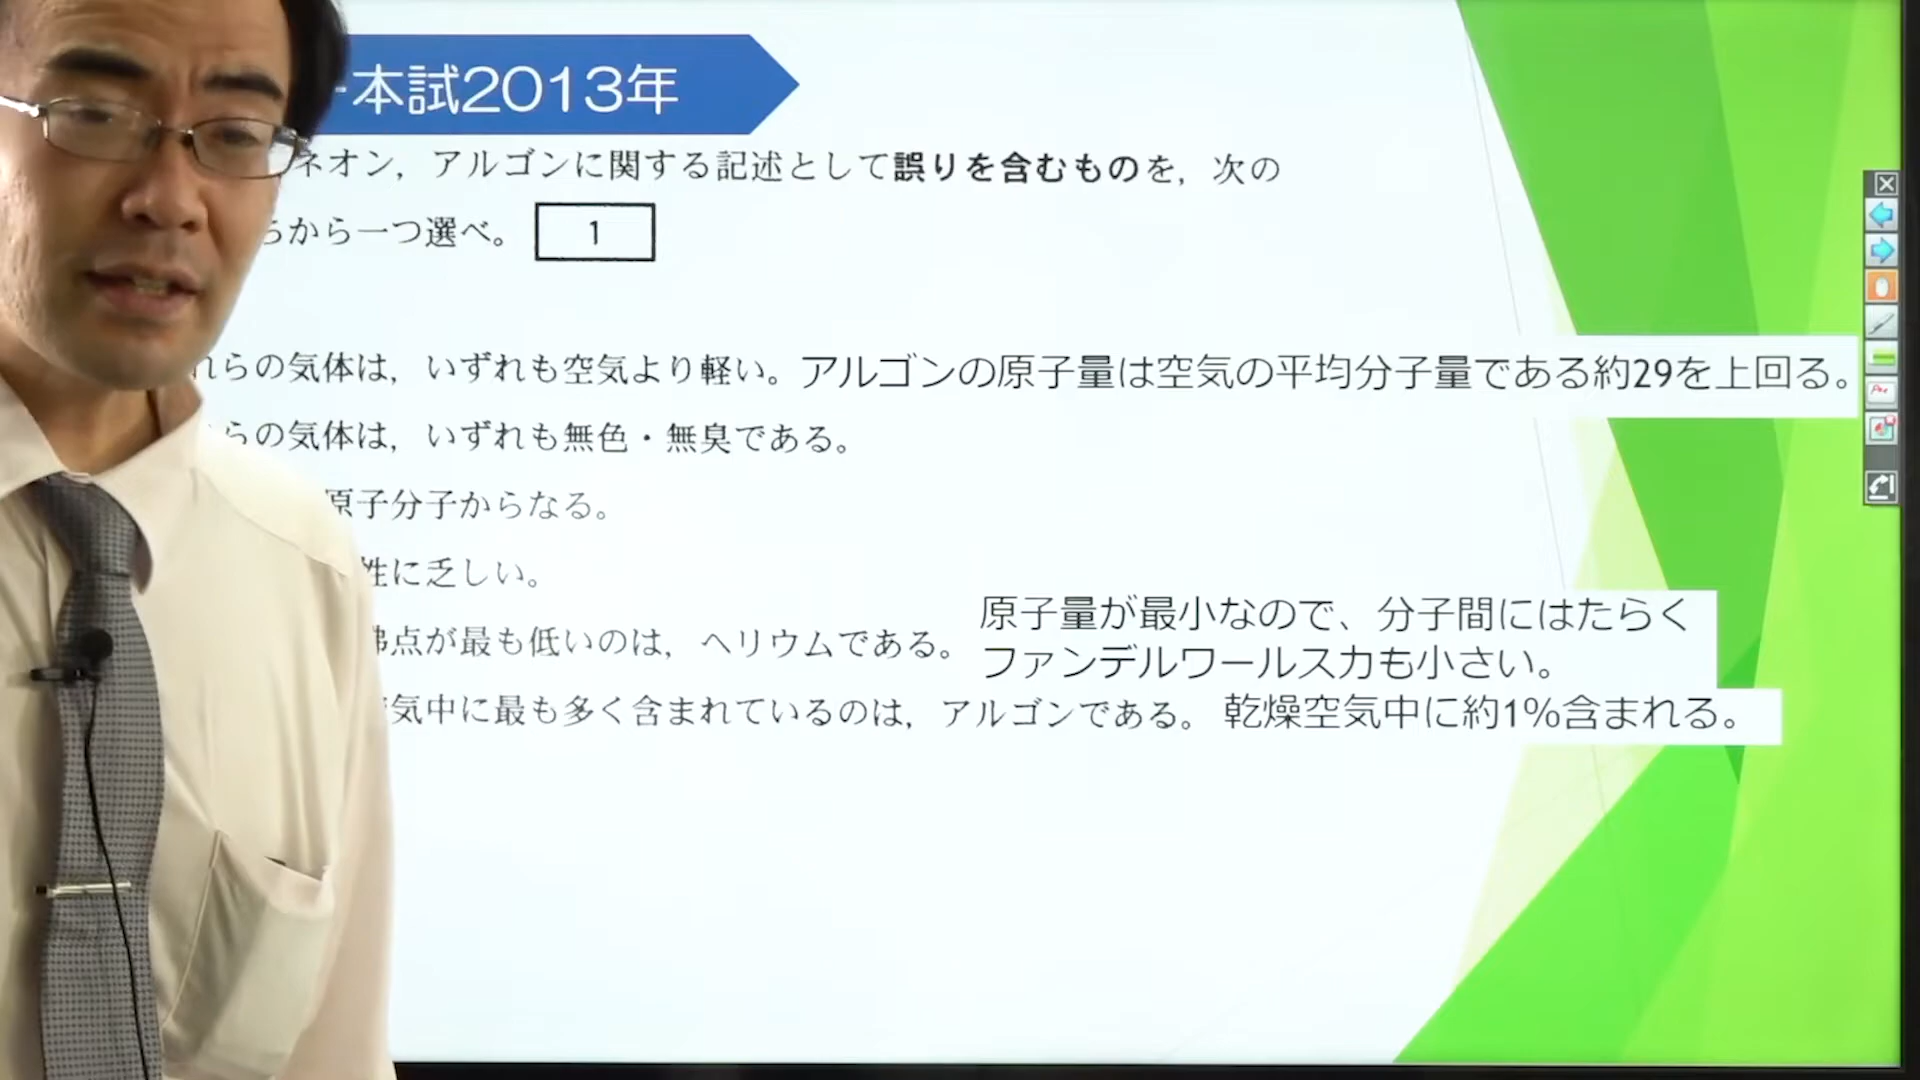 本試2013年
ネオン，アルゴンに関する記述として誤りを含むものを，次の
から一つ選べ。 1
らの気体は，いずれも空気より軽い。アルゴンの原子量は空気の平均分子量である約29を上回る。
らの気体は，いずれも無色・無臭である。
原子分子からなる。
性に乏しい。
沸点が最も低いのは，ヘリウムである。
原子量が最小なので、分子間にはたらく
ファンデルワールス力も小さい。
気中に最も多く含まれているのは，アルゴンである。乾燥空気中に約1%含まれる。